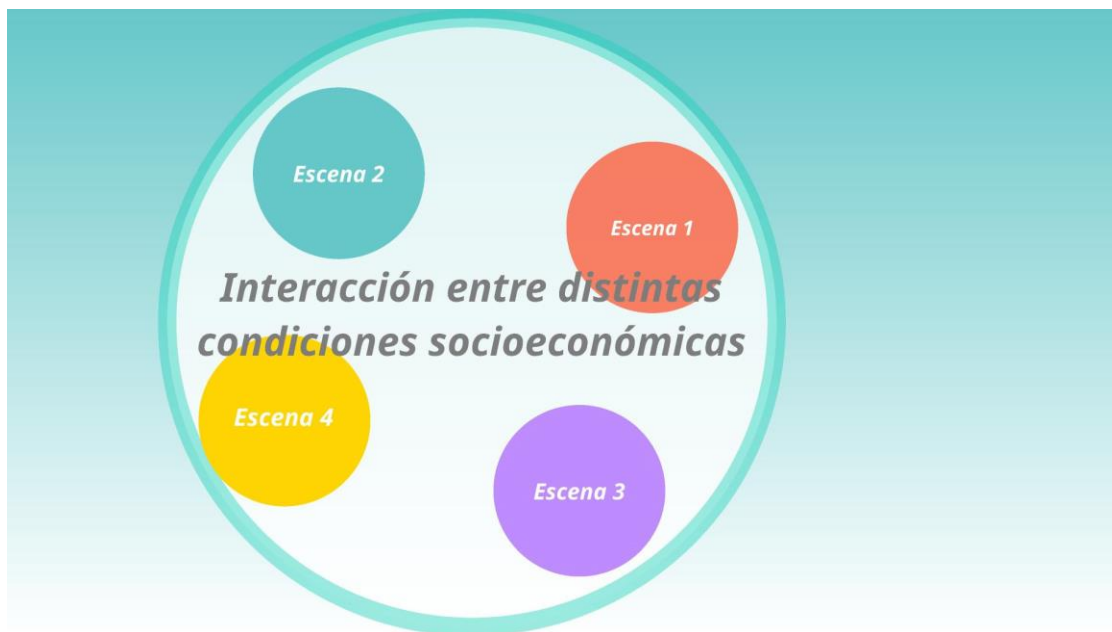 Escena 2
Escena 1
Interacción entre distintas
condiciones socioeconómicas
Escena 4
Escena 3